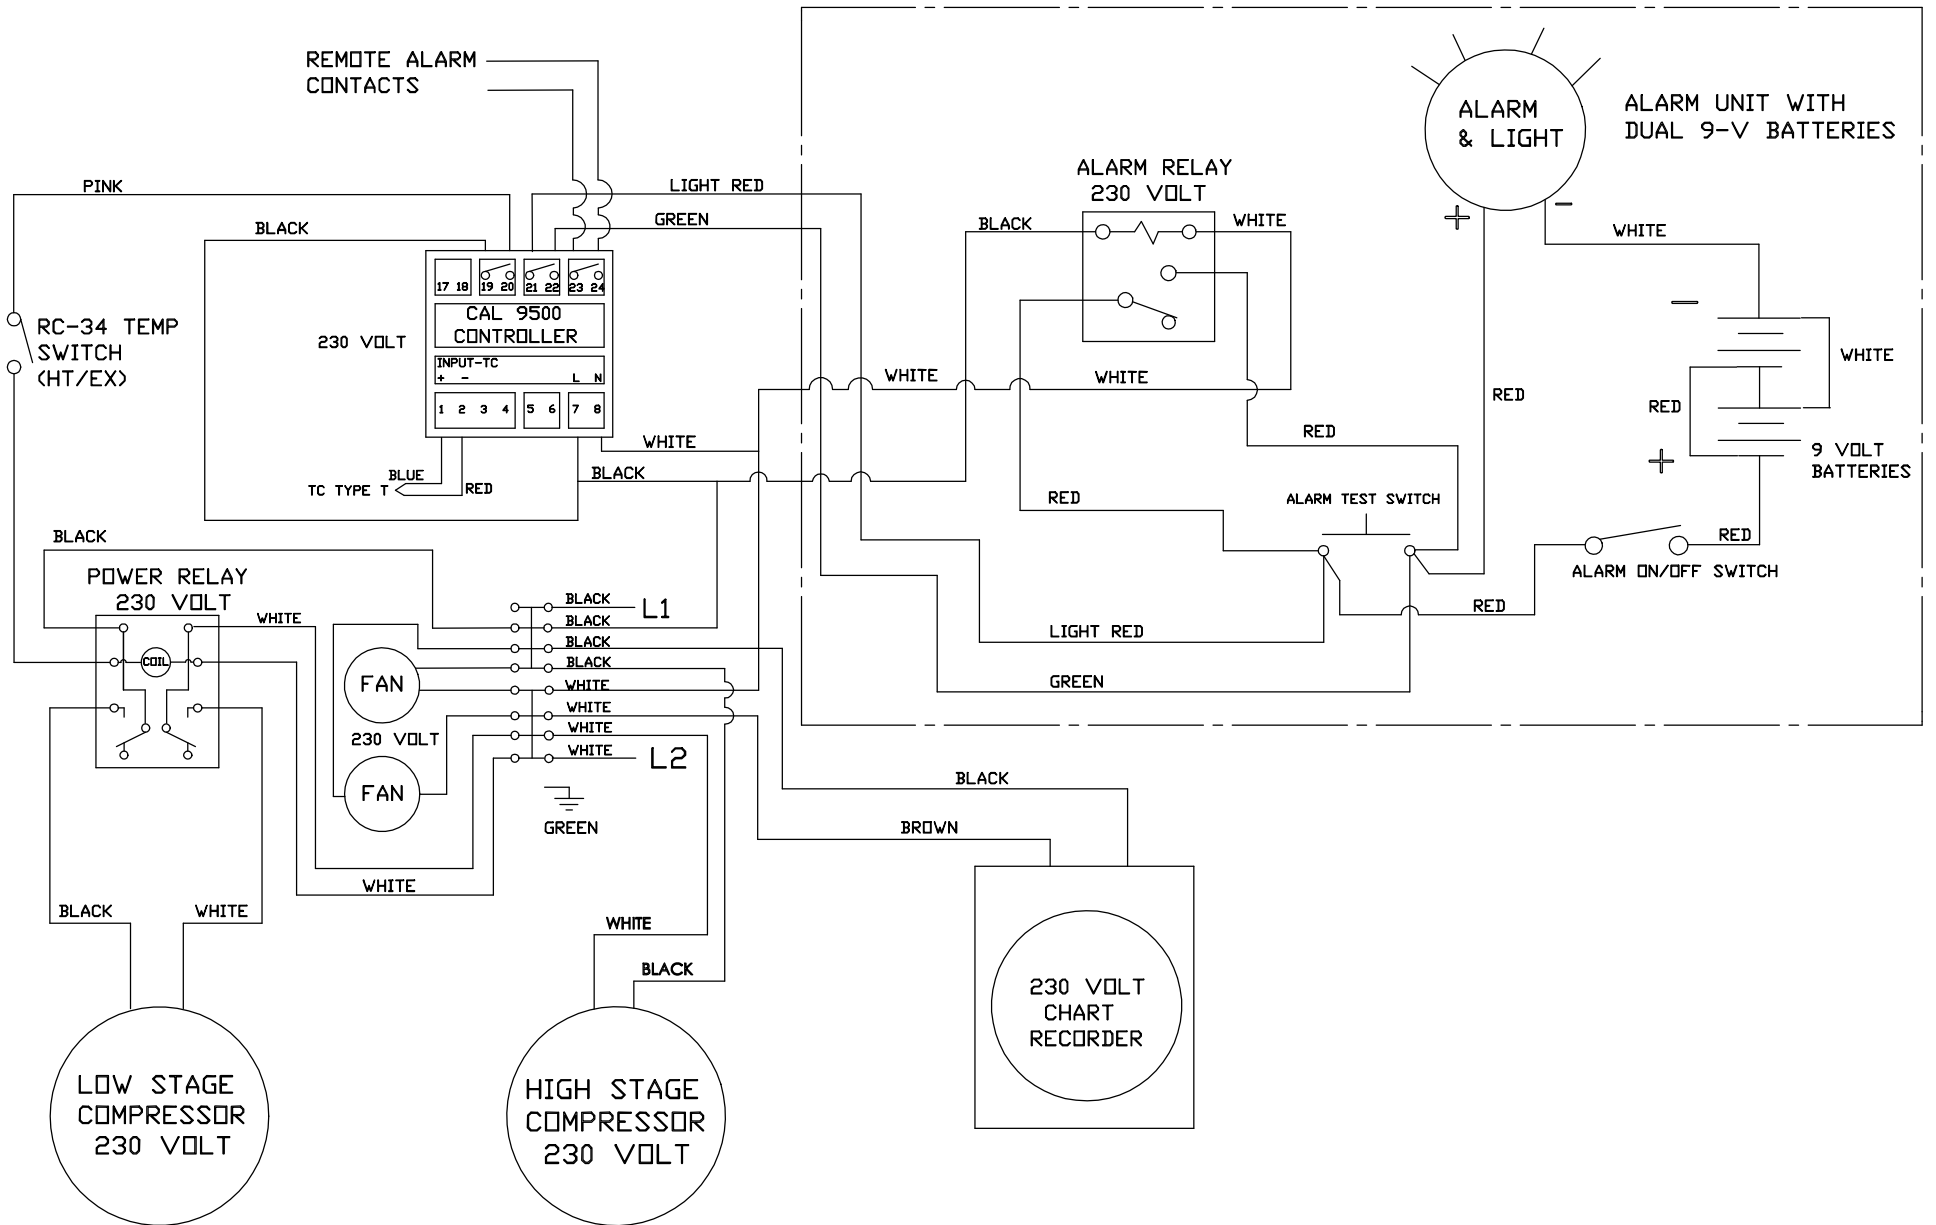 REMOTE ALARM
CONTACTS
PINK
BLACK
LIGHT RED
GREEN
17 18 19 20 21 22 23 24
CAL 9500
CONTROLLER
230 VOLT
INPUT-TC
+ - L N
1 2 3 4 5 6 7 8
RC-34 TEMP
SWITCH
(HT/EX)
BLUE
TC TYPE T
RED
WHITE
BLACK
ALARM RELAY
230 VOLT
BLACK
WHITE
WHITE
WHITE
RED
RED
ALARM
& LIGHT
+ -
ALARM UNIT WITH
DUAL 9-V BATTERIES
WHITE
-
WHITE
RED
RED
+
9 VOLT
BATTERIES
ALARM TEST SWITCH
RED
ALARM ON/OFF SWITCH
RED
LIGHT RED
GREEN
BLACK
POWER RELAY
230 VOLT
WHITE
COIL
FAN
230 VOLT
FAN
BLACK L1
BLACK
BLACK
BLACK
WHITE
WHITE
WHITE
WHITE L2
GREEN
WHITE
BLACK
WHITE
WHITE
BLACK
BLACK
BROWN
LOW STAGE
COMPRESSOR
230 VOLT
HIGH STAGE
COMPRESSOR
230 VOLT
230 VOLT
CHART
RECORDER